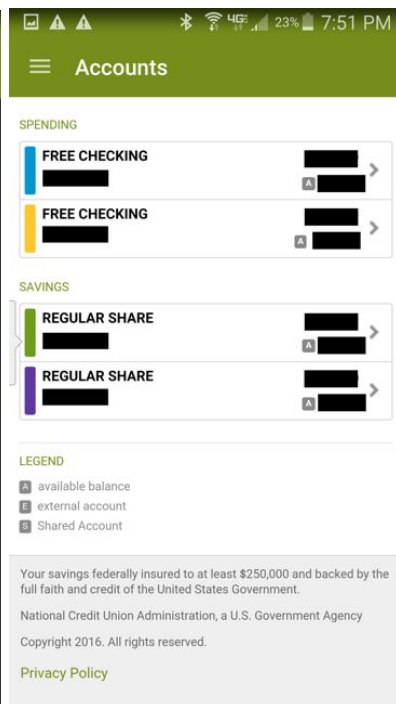 4G 23% 7:51 PM
Accounts
SPENDING
FREE CHECKING
A
FREE CHECKING
A
SAVINGS
REGULAR SHARE
A
REGULAR SHARE
A
LEGEND
A available balance
E external account
S Shared Account
Your savings federally insured to at least $250,000 and backed by the
full faith and credit of the United States Government.
National Credit Union Administration, a U.S. Government Agency
Copyright 2016. All rights reserved.
Privacy Policy